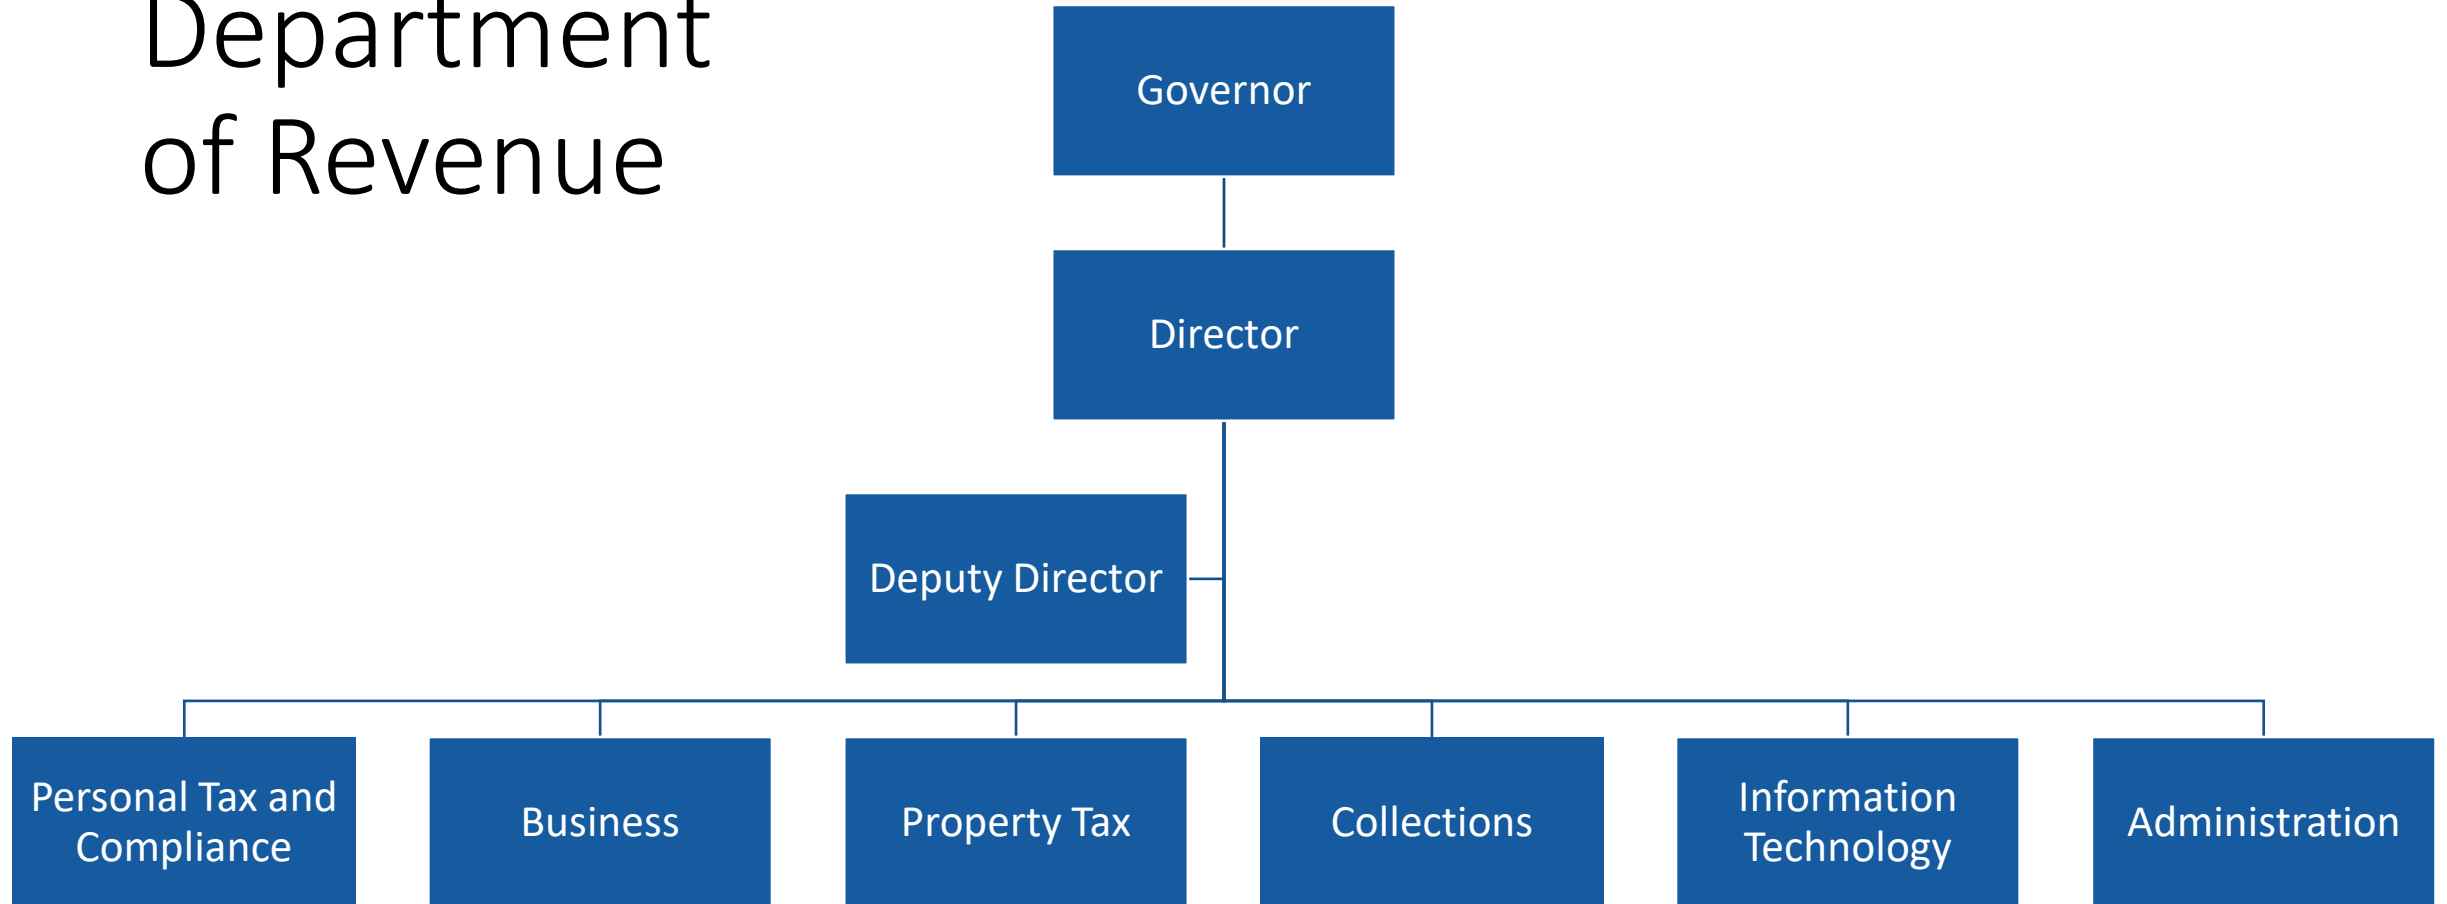 Department
of Revenue
Governor
Director
Deputy Director
Personal Tax and
Compliance
Business
Property Tax
Collections
Information
Technology
Administration